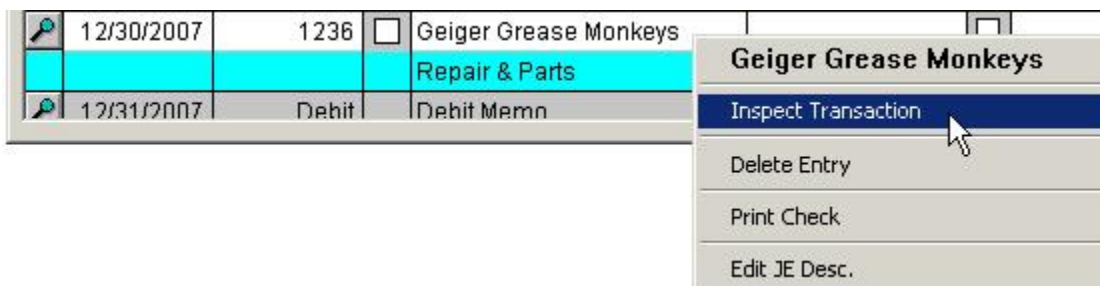 12/30/2007 1236 Geiger Grease Monkeys
Repair & Parts
12/31/2007 Debit Debit Memo
Geiger Grease Monkeys
Inspect Transaction
Delete Entry
Print Check
Edit JE Desc.